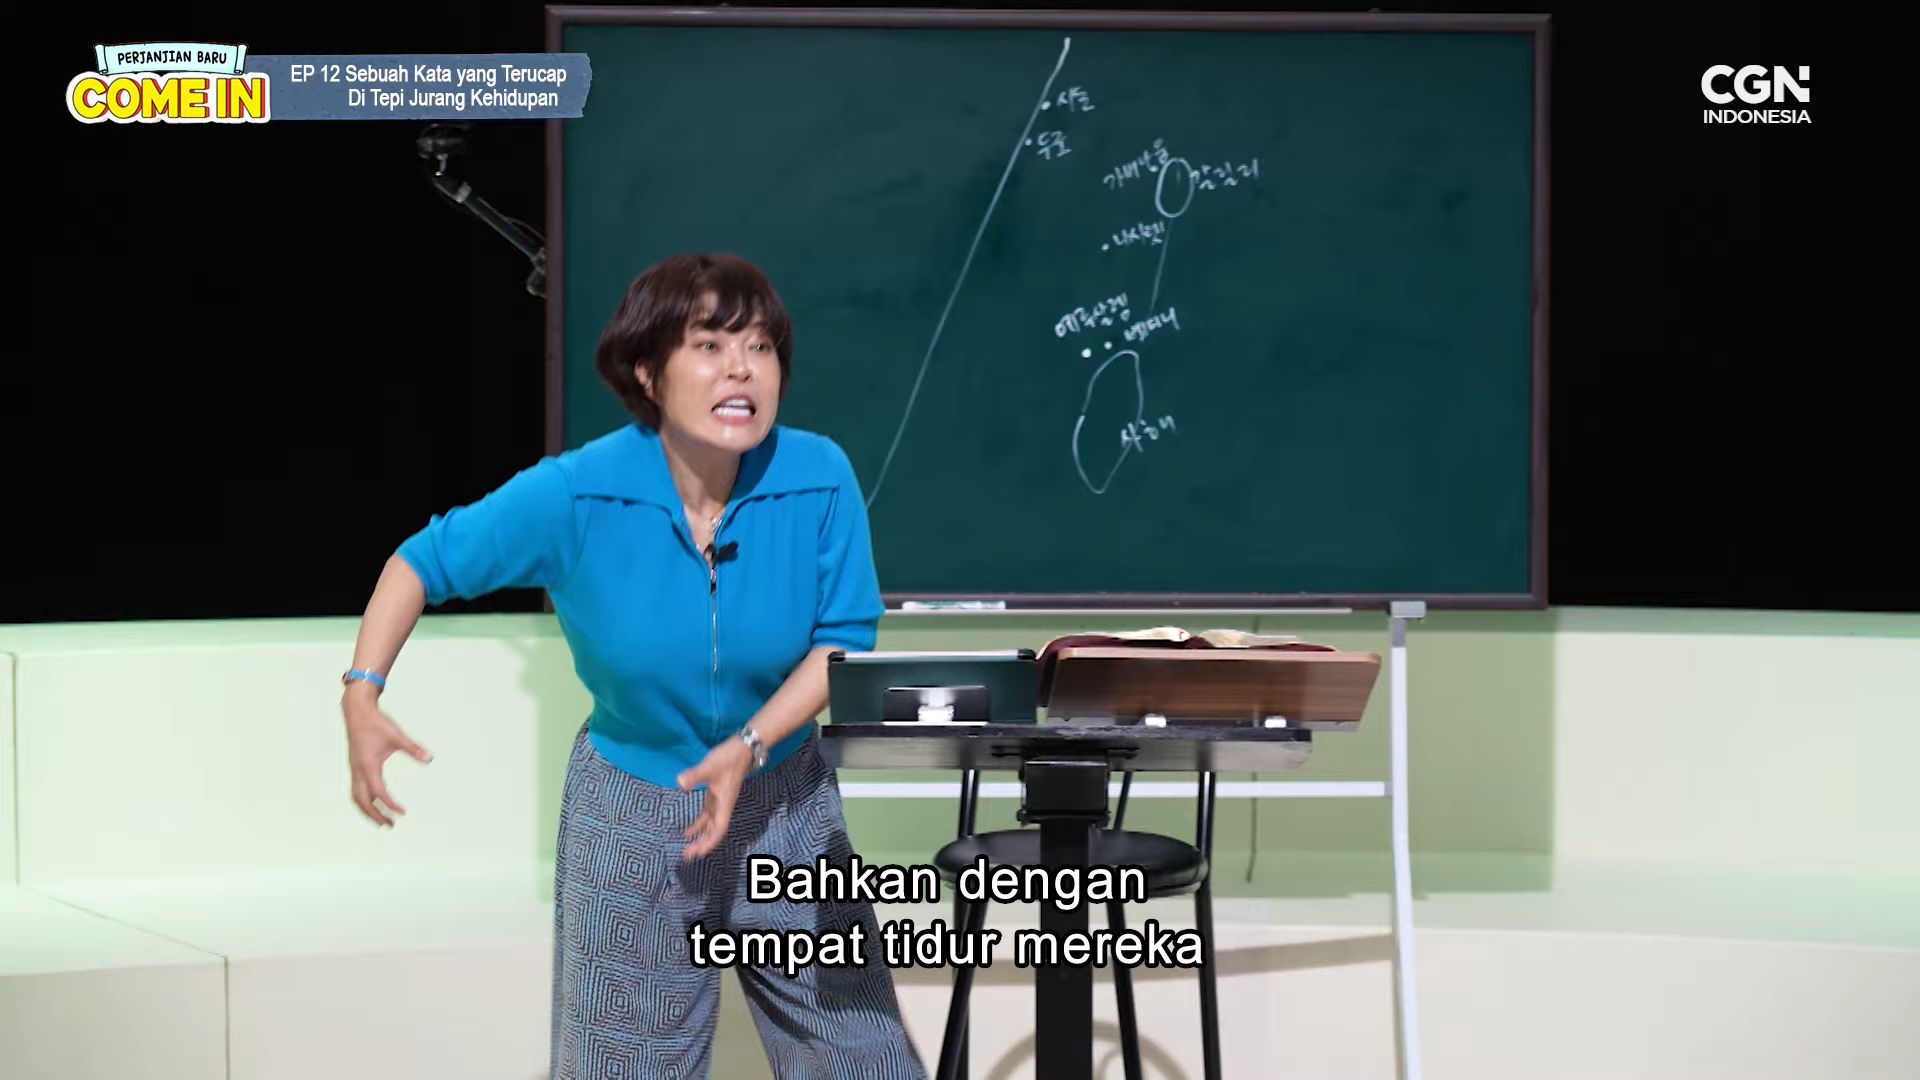 PERJANJIAN BARU
COME IN
EP 12 Sebuah Kata yang Terucap
Di Tepi Jurang Kehidupan
CGN
INDONESIA
시돈
두로
가버나움
갈릴리
나사렛
예루살렘
베다니
사해
Bahkan dengan
tempat tidur mereka